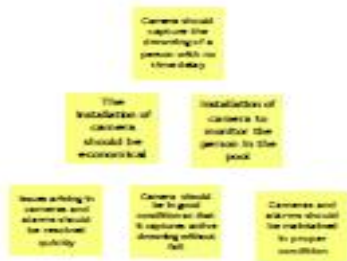 Camera should
capture the
drowning of a
person with no
time delay
The
installation of
camera
should be
economical
Installation of
camera to
monitor the
person in the
pool
Issues arising in
cameras and
alarms should
be resolved
quickly
Camera should
be in good
condition so that
it captures active
drowning without
fail
Cameras and
alarms should
be maintained
in proper
condition